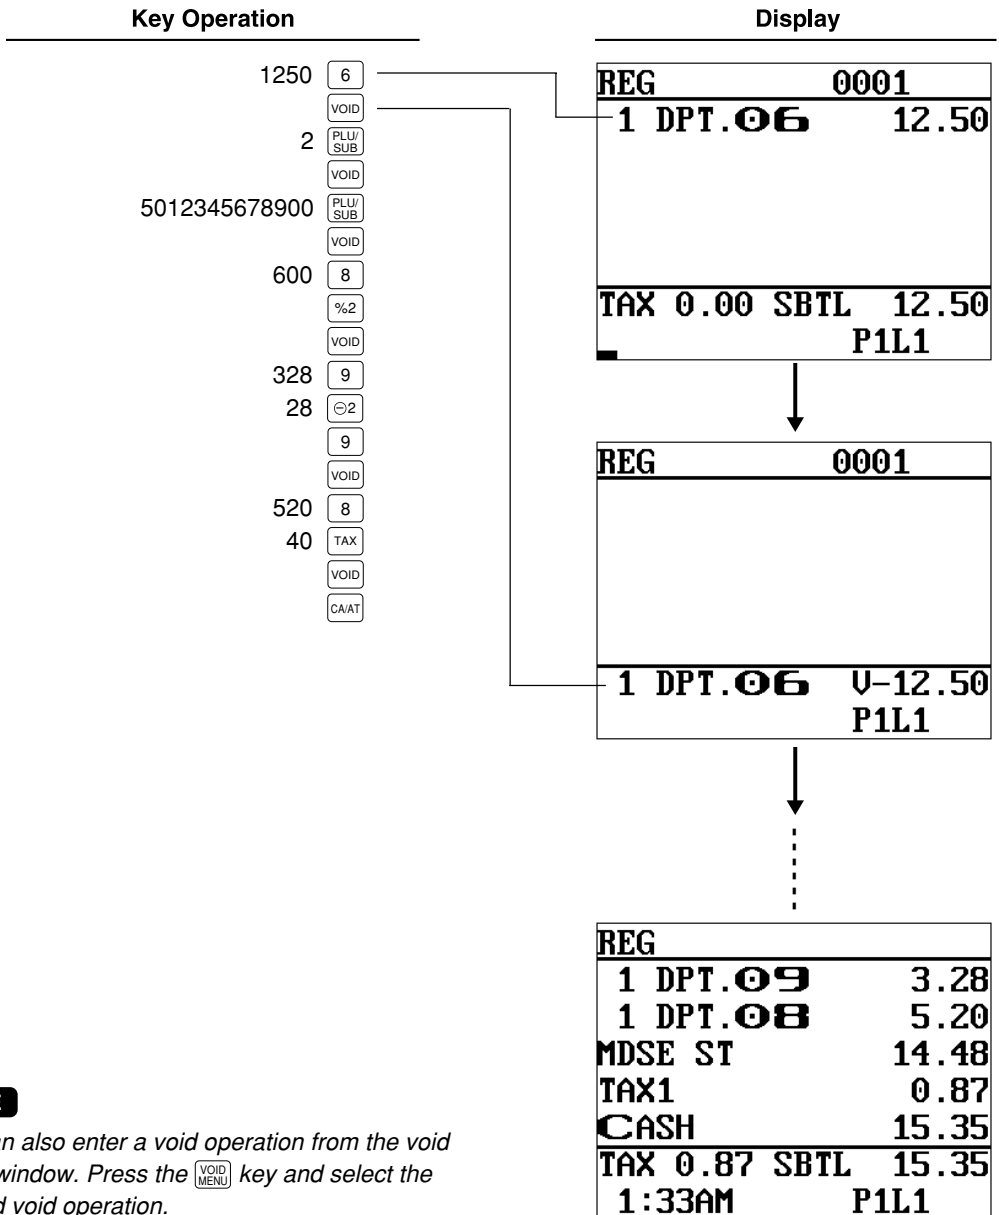 Key Operation
Display
1250 6
VOID
2 PLU/SUB
VOID
5012345678900 PLU/SUB
VOID
600 8
%2
VOID
328 9
28 ⊖2
9
VOID
520 8
40 TAX
VOID
CA/AT
REG 0001
1 DPT.06 12.50
TAX 0.00 SBTL 12.50
P1L1
REG 0001
1 DPT.06 V-12.50
P1L1
REG
1 DPT.09 3.28
1 DPT.08 5.20
MDSE ST 14.48
TAX1 0.87
CASH 15.35
TAX 0.87 SBTL 15.35
1:33AM P1L1
also enter a void operation from the void
window. Press the VOID MENU key and select the
void operation.